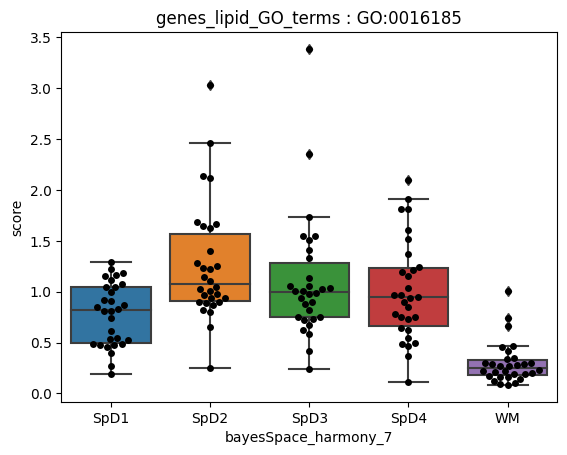 genes_lipid_GO_terms : GO:0016185
3.5
3.0
2.5
2.0
1.5
1.0
0.5
0.0
score
SpD1 SpD2 SpD3 SpD4 WM
bayesSpace_harmony_7